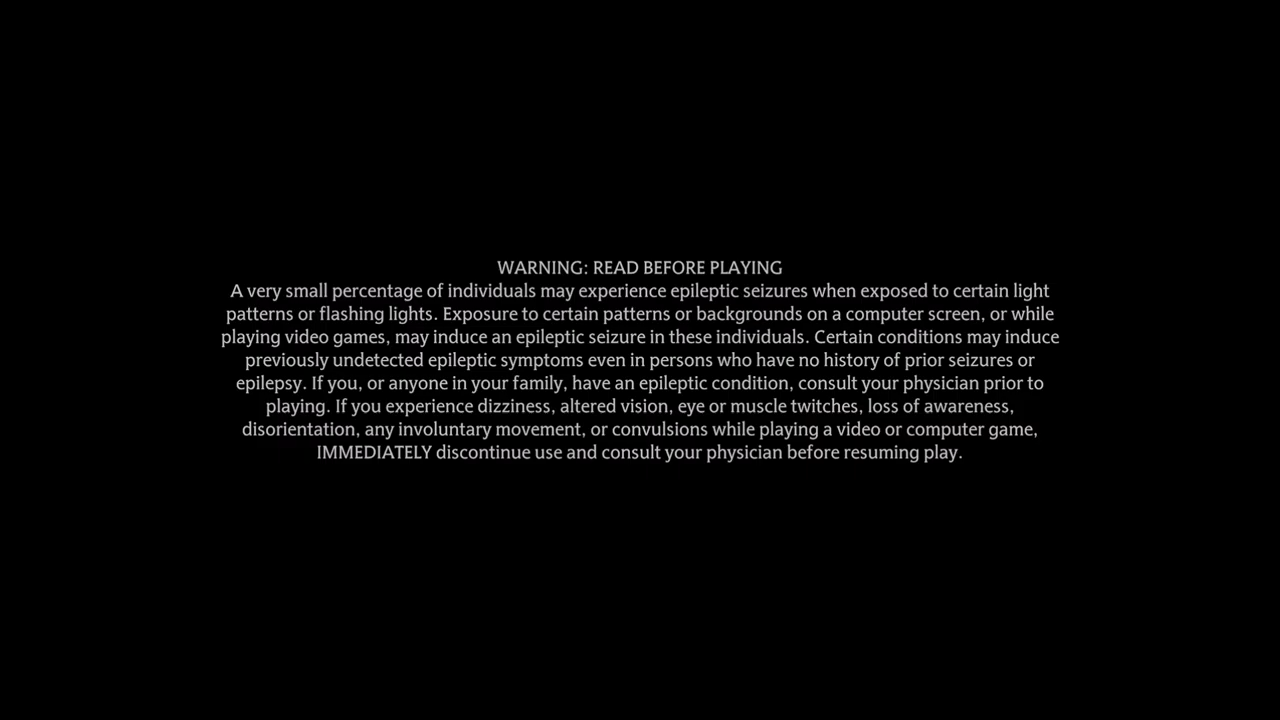 WARNING: READ BEFORE PLAYING
A very small percentage of individuals may experience epileptic seizures when exposed to certain light
patterns or flashing lights. Exposure to certain patterns or backgrounds on a computer screen, or while
playing video games, may induce an epileptic seizure in these individuals. Certain conditions may induce
previously undetected epileptic symptoms even in persons who have no history of prior seizures or
epilepsy. If you, or anyone in your family, have an epileptic condition, consult your physician prior to
playing. If you experience dizziness, altered vision, eye or muscle twitches, loss of awareness,
disorientation, any involuntary movement, or convulsions while playing a video or computer game,
IMMEDIATELY discontinue use and consult your physician before resuming play.